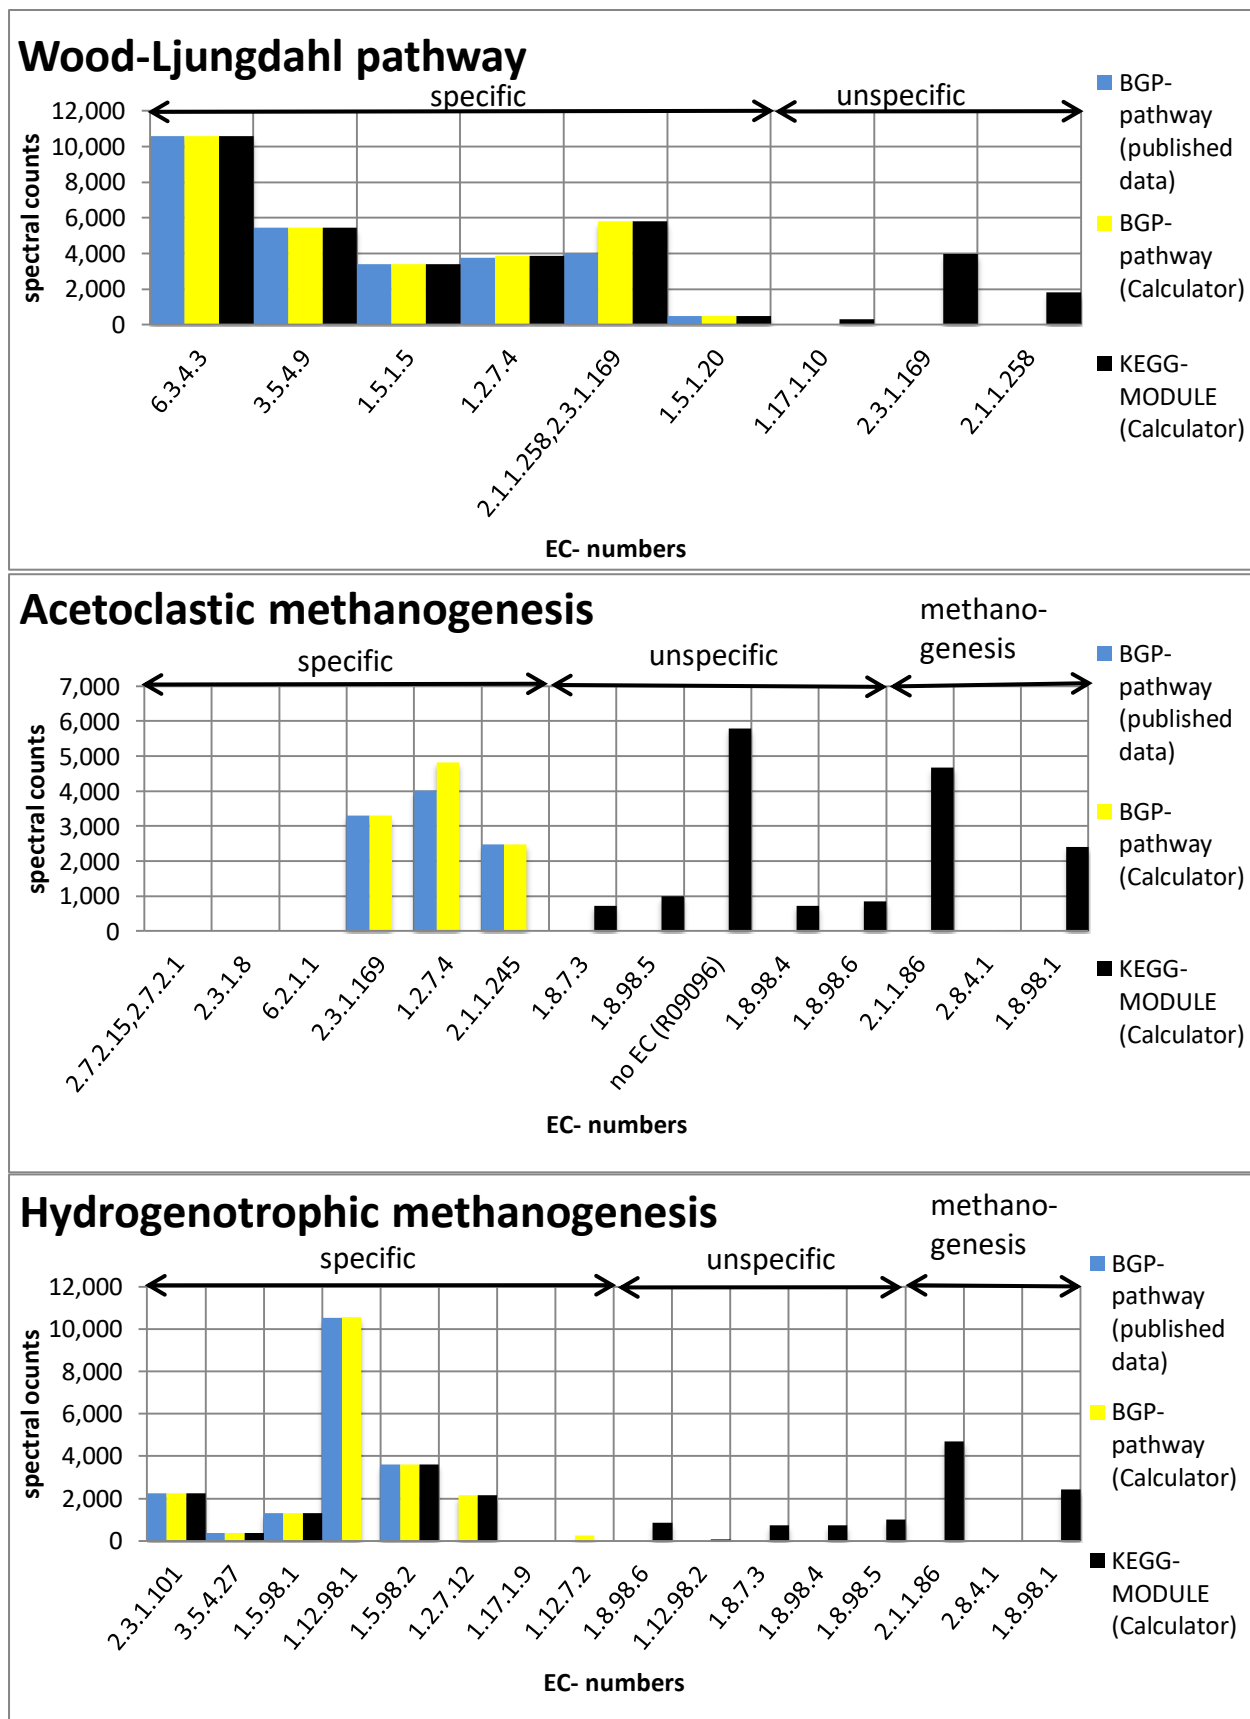 Wood-Ljungdahl pathway
specific
unspecific
12,000
10,000
8,000
6,000
4,000
2,000
0
spectral counts
6.3.4.3
3.5.4.9
1.5.1.5
1.2.7.4
2.1.1.258,2.3.1.169
1.5.1.20
1.17.1.10
2.3.1.169
2.1.1.258
EC- numbers
BGP-
pathway
(published
data)
BGP-
pathway
(Calculator)
KEGG-
MODULE
(Calculator)
Acetoclastic methanogenesis
specific
unspecific
methano-
genesis
7,000
6,000
5,000
4,000
3,000
2,000
1,000
0
spectral counts
2.7.2.15,2.7.2.1
2.3.1.8
6.2.1.1
2.3.1.169
1.2.7.4
2.1.1.245
1.8.7.3
1.8.98.5
no EC (R09096)
1.8.98.4
1.8.98.6
2.1.1.86
2.8.4.1
1.8.98.1
EC- numbers
BGP-
pathway
(published
data)
BGP-
pathway
(Calculator)
KEGG-
MODULE
(Calculator)
Hydrogenotrophic methanogenesis
specific
unspecific
methano-
genesis
12,000
10,000
8,000
6,000
4,000
2,000
0
spectral ocunts
2.3.1.101
3.5.4.27
1.5.98.1
1.12.98.1
1.5.98.2
1.2.7.12
1.17.1.9
1.12.7.2
1.8.98.6
1.12.98.2
1.8.7.3
1.8.98.4
1.8.98.5
2.1.1.86
2.8.4.1
1.8.98.1
EC- numbers
BGP-
pathway
(published
data)
BGP-
pathway
(Calculator)
KEGG-
MODULE
(Calculator)